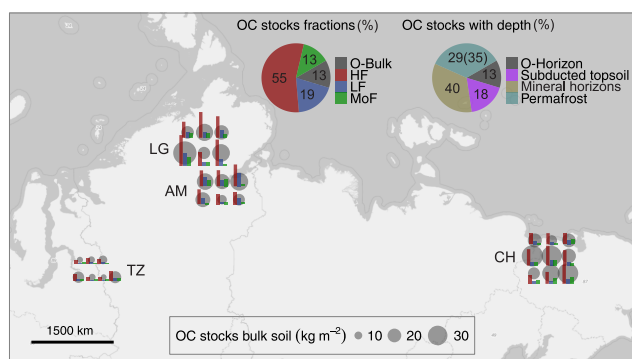 OC stocks fractions (%)
OC stocks with depth (%)
13
13
19
55
O-Bulk
HF
LF
MoF
29(35)
13
18
40
O-Horizon
Subducted topsoil
Mineral horizons
Permafrost
LG
AM
TZ
CH
1500 km
OC stocks bulk soil (kg m⁻²) 10 20 30